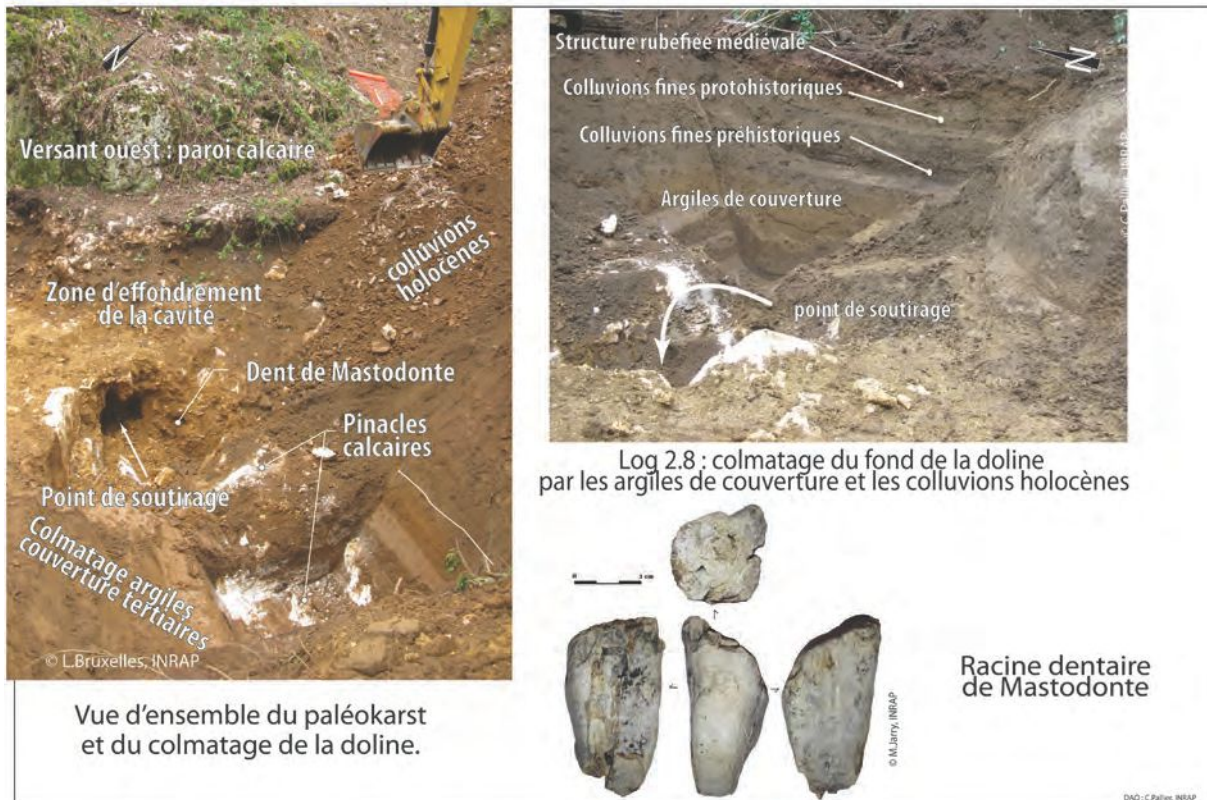 Versant ouest : paroi calcaire
colluvions
holocènes
Zone d'effondrement
de la cavité
Dent de Mastodonte
Pinacles
calcaires
Point de soutirage
Colmatage argiles
couverture tertiaires
© L.Bruxelles, INRAP
Vue d'ensemble du paléokarst
et du colmatage de la doline.
N
Structure rubéfiée médiévale
Colluvions fines protohistoriques
Colluvions fines préhistoriques
Argiles de couverture
point de soutirage
Log 2.8 : colmatage du fond de la doline
par les argiles de couverture et les colluvions holocènes
0 3 cm
Racine dentaire
de Mastodonte
© M.Jarry, INRAP
DAO : C.Pallier, INRAP